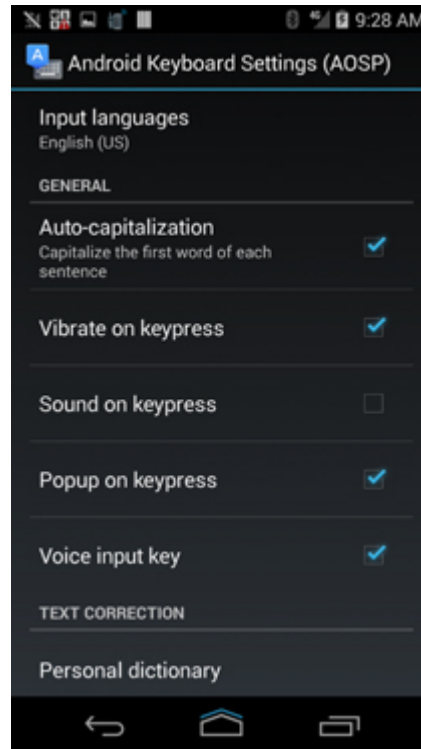 9:28 AM
Android Keyboard Settings (AOSP)
Input languages
English (US)
GENERAL
Auto-capitalization
Capitalize the first word of each
sentence
Vibrate on keypress
Sound on keypress
Popup on keypress
Voice input key
TEXT CORRECTION
Personal dictionary